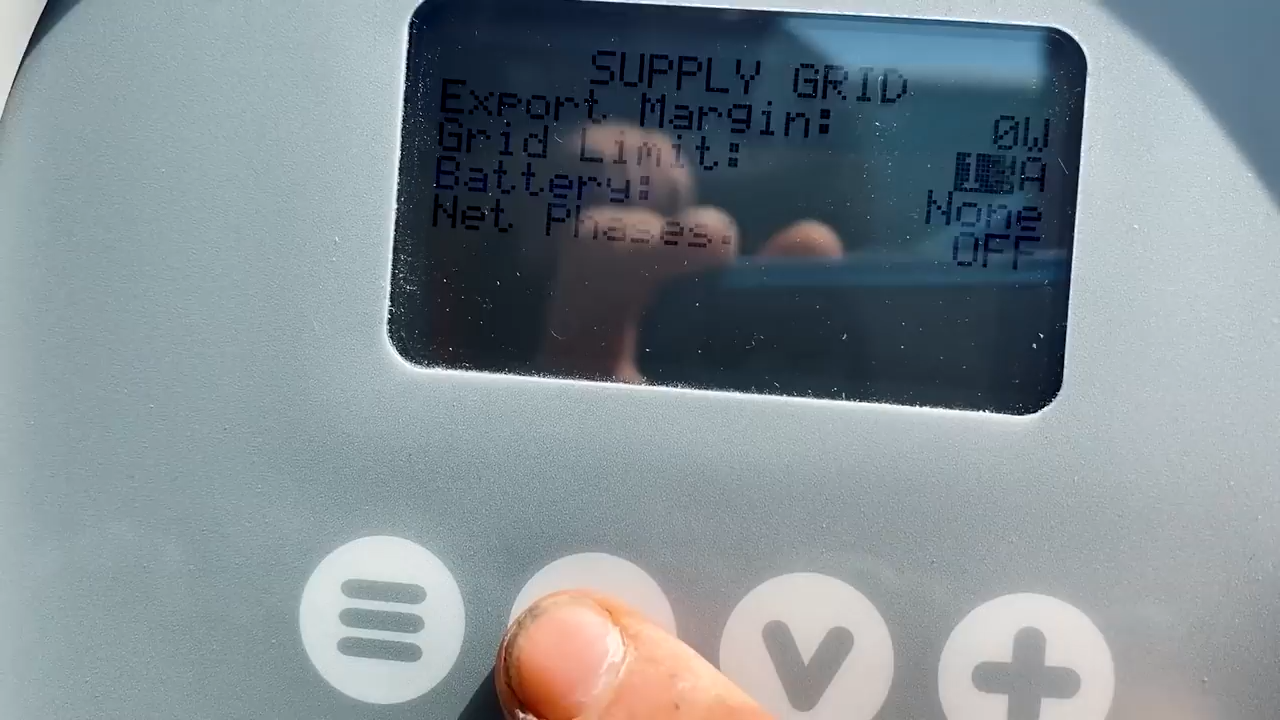 SUPPLY GRID
Export Margin: 0W
Grid Limit:
Battery: None
Net Phases: OFF